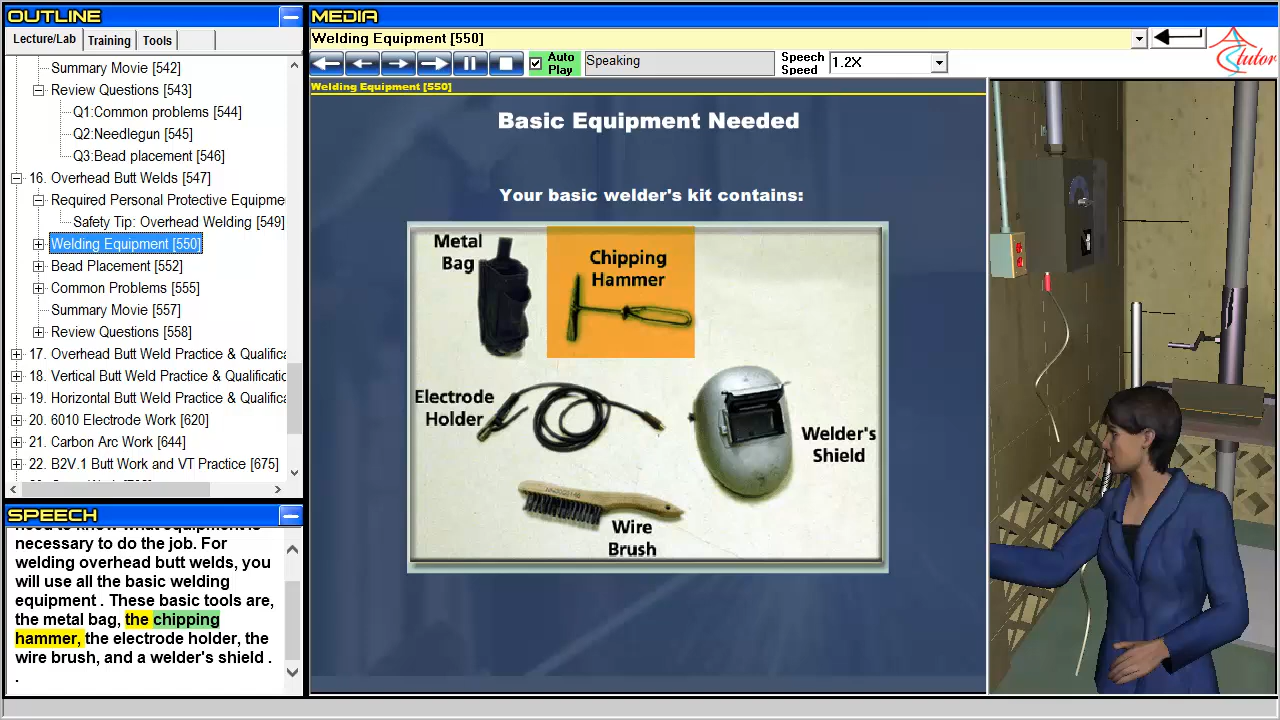 OUTLINE
Lecture/Lab Training Tools
Summary Movie [542]
Review Questions [543]
Q1:Common problems [544]
Q2:Needlegun [545]
Q3:Bead placement [546]
16. Overhead Butt Welds [547]
Required Personal Protective Equipme
Safety Tip: Overhead Welding [549]
Welding Equipment [550]
Bead Placement [552]
Common Problems [555]
Summary Movie [557]
Review Questions [558]
17. Overhead Butt Weld Practice & Qualifica
18. Vertical Butt Weld Practice & Qualificatio
19. Horizontal Butt Weld Practice & Qualifica
20. 6010 Electrode Work [620]
21. Carbon Arc Work [644]
22. B2V.1 Butt Work and VT Practice [675]
SPEECH
necessary to do the job. For
welding overhead butt welds, you
will use all the basic welding
equipment . These basic tools are,
the metal bag, the chipping
hammer, the electrode holder, the
wire brush, and a welder's shield .
.
MEDIA
Welding Equipment [550]
Auto
Play
Speaking
Speech
Speed
1.2X
tutor
Welding Equipment [550]
Basic Equipment Needed
Your basic welder's kit contains:
Metal
Bag
Chipping
Hammer
Electrode
Holder
Welder's
Shield
Wire
Brush